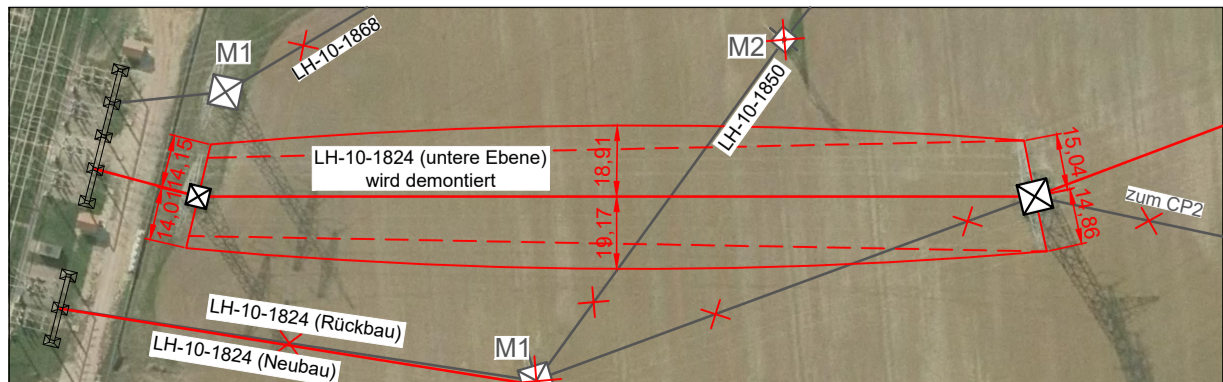 M1
LH-10-1868
M2
LH-10-1850
14,15
14,01
LH-10-1824 (untere Ebene)
wird demontiert
18,91
19,17
15,04
14,86
zum CP2
LH-10-1824 (Rückbau)
LH-10-1824 (Neubau)
M1